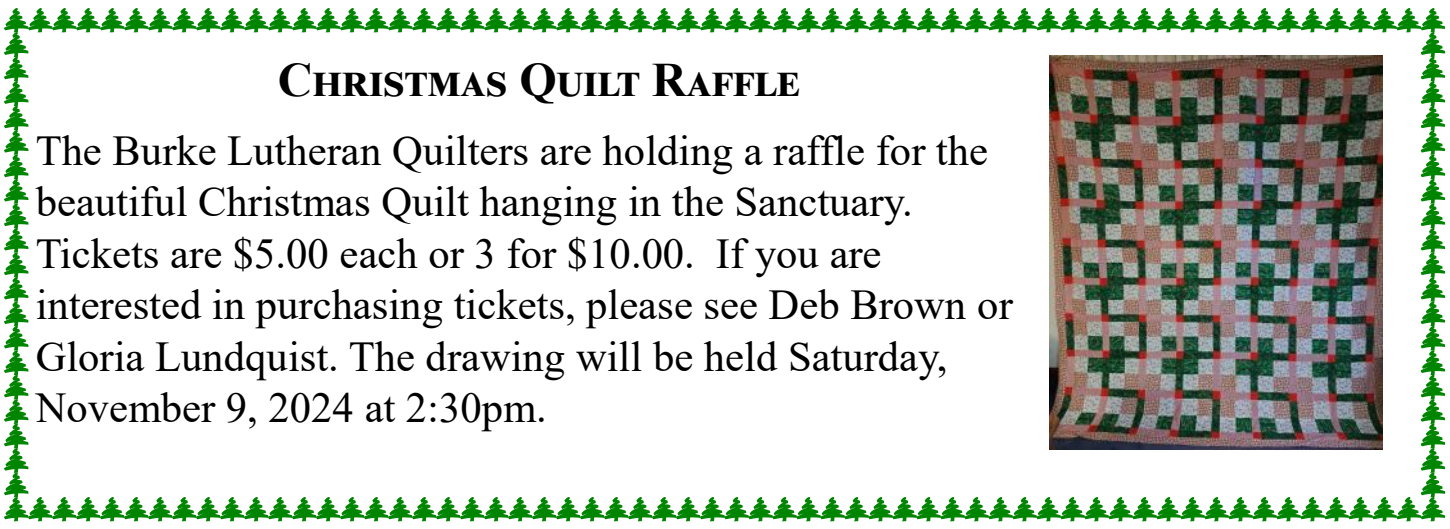 CHRISTMAS QUILT RAFFLE
The Burke Lutheran Quilters are holding a raffle for the
beautiful Christmas Quilt hanging in the Sanctuary.
Tickets are $5.00 each or 3 for $10.00.  If you are
interested in purchasing tickets, please see Deb Brown or
Gloria Lundquist. The drawing will be held Saturday,
November 9, 2024 at 2:30pm.